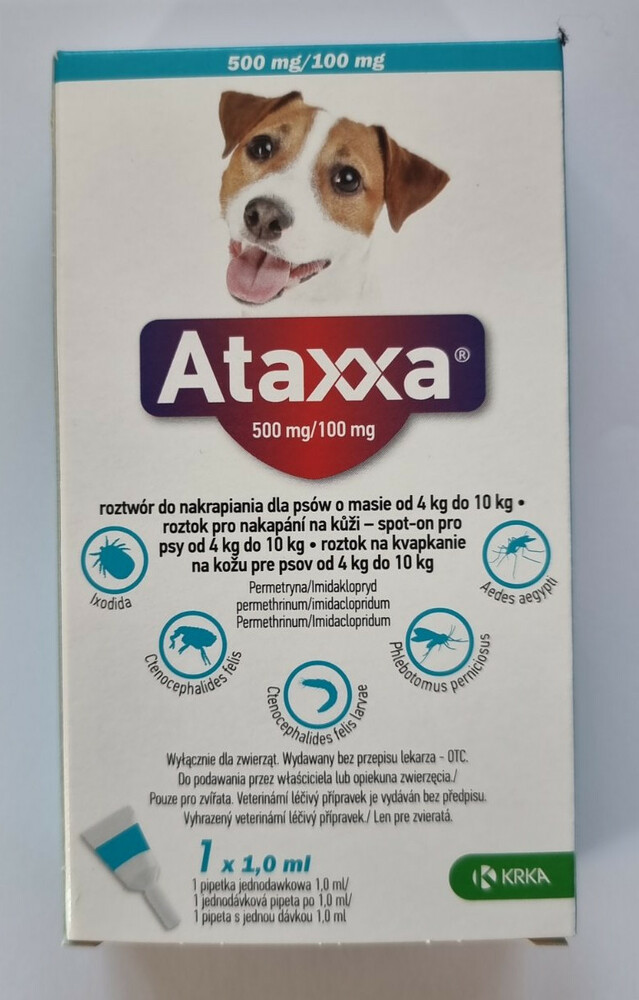 500 mg/100 mg
Ataxxa®
500 mg/100 mg
roztwór do nakrapiania dla psów o masie od 4 kg do 10 kg •
roztok pro nakapání na kůži – spot-on pro
psy od 4 kg do 10 kg • roztok na kvapkanie
na kožu pre psov od 4 kg do 10 kg
Permetryna/Imidaklopryd
permethrinum/imidaclopridum
Permethrinum/Imidaclopridum
Ixodida
Ctenocephalides felis
Ctenocephalides felis larvae
Phlebotomus perniciosus
Aedes aegypti
Wyłącznie dla zwierząt. Wydawany bez przepisu lekarza - OTC.
Do podawania przez właściciela lub opiekuna zwierzęcia./
Pouze pro zvířata. Veterinární léčivý přípravek je vydáván bez předpisu.
Vyhrazený veterinární léčivý přípravek./ Len pre zvieratá.
1 x 1,0 ml
1 pipetka jednodawkowa 1,0 ml/
1 jednodávková pipeta po 1,0 ml/
1 pipeta s jednou dávkou 1,0 ml
KRKA